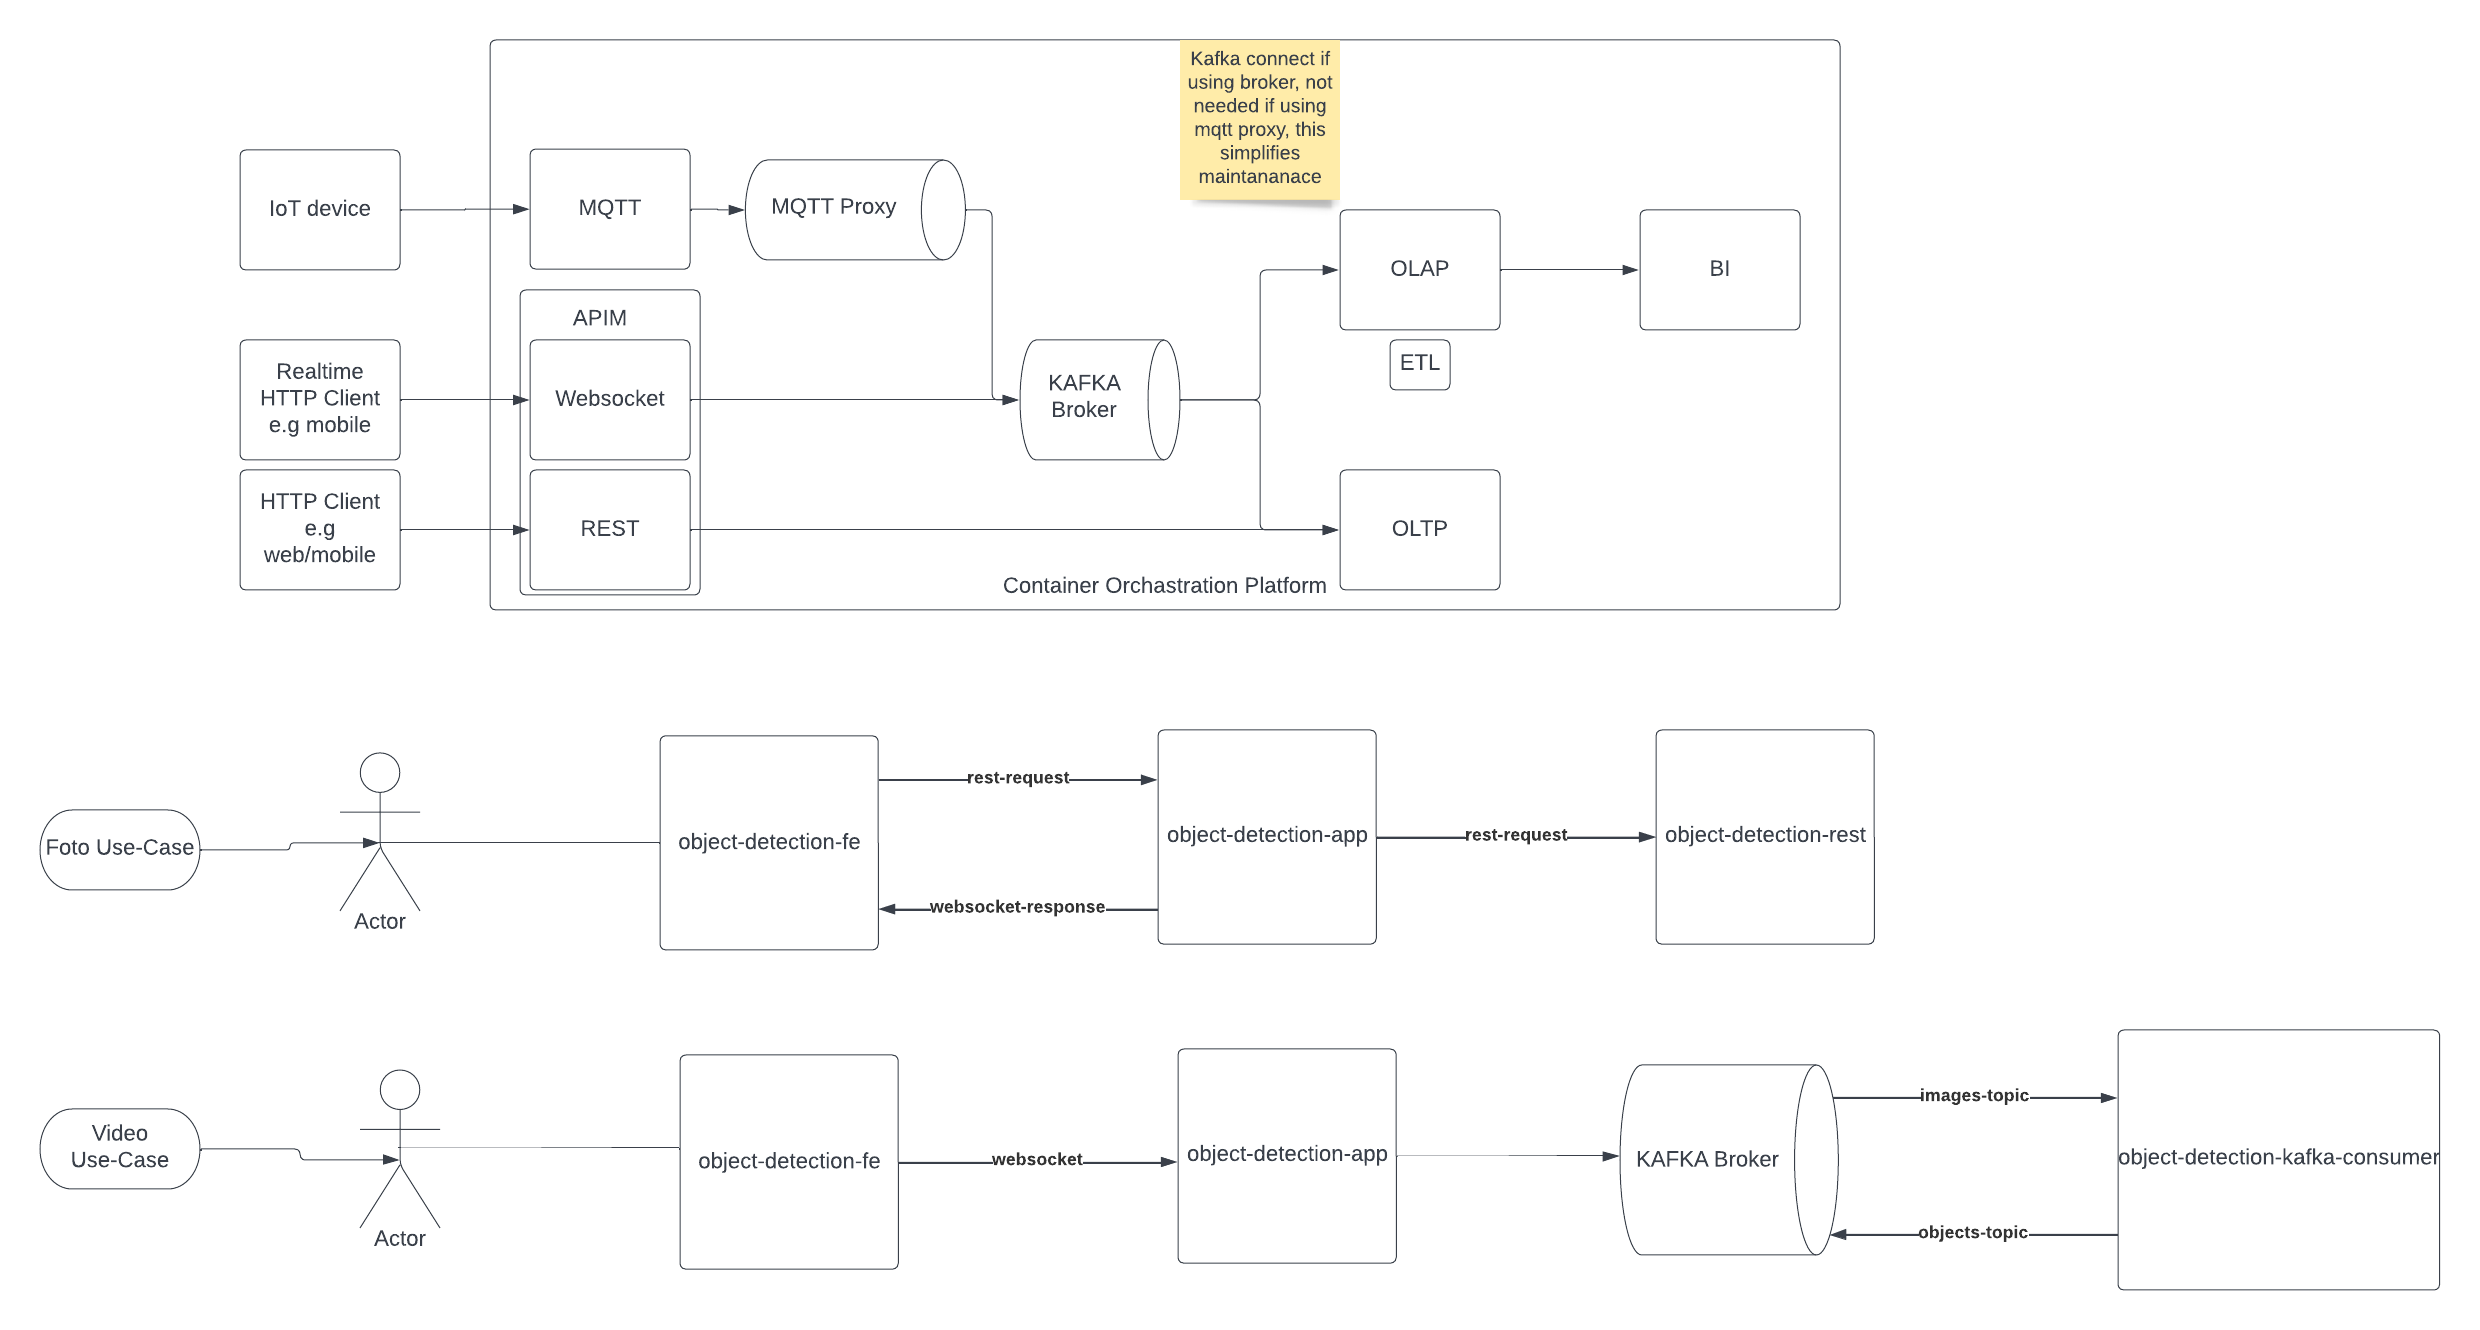 Kafka connect if
using broker, not
needed if using
mqtt proxy, this
simplifies
maintananace
IoT device
MQTT
MQTT Proxy
OLAP
BI
APIM
ETL
Realtime
HTTP Client
e.g mobile
Websocket
KAFKA
Broker
HTTP Client
e.g
web/mobile
REST
OLTP
Container Orchastration Platform
Foto Use-Case
Actor
object-detection-fe
rest-request
websocket-response
object-detection-app
rest-request
object-detection-rest
Video
Use-Case
Actor
object-detection-fe
websocket
object-detection-app
KAFKA Broker
images-topic
objects-topic
object-detection-kafka-consumer